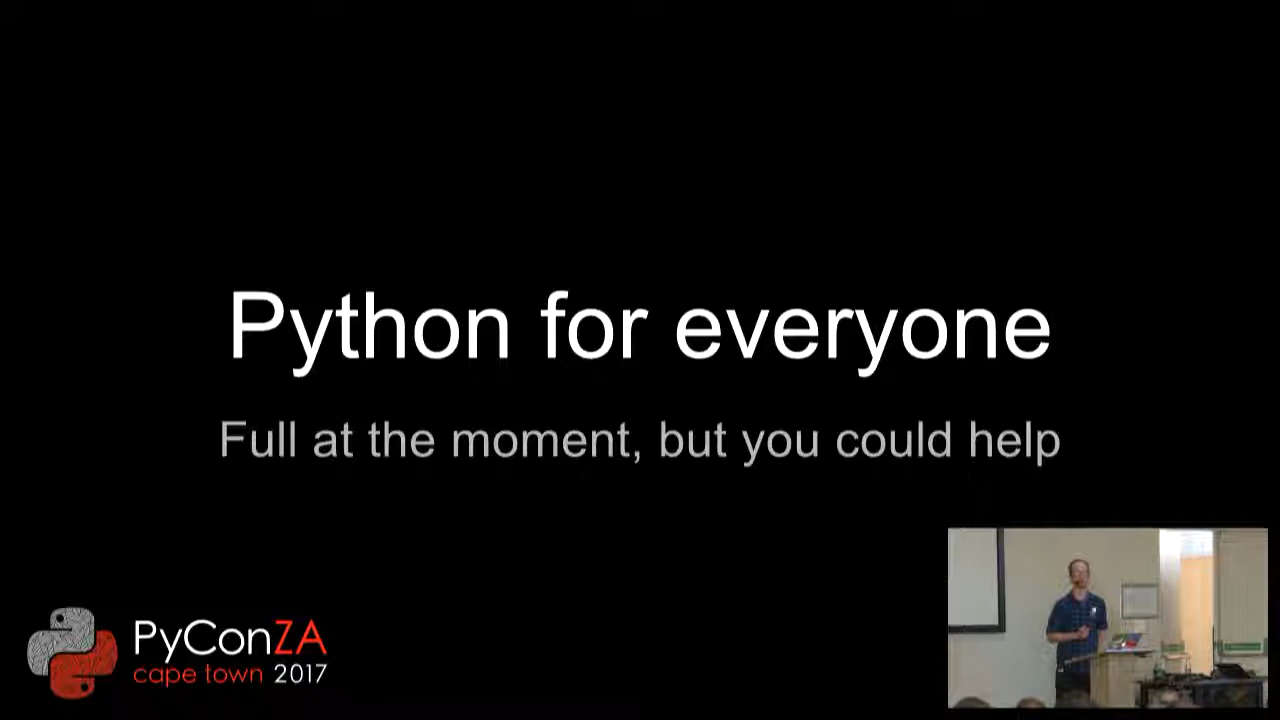 Python for everyone
Full at the moment, but you could help
PyConZA
cape town 2017